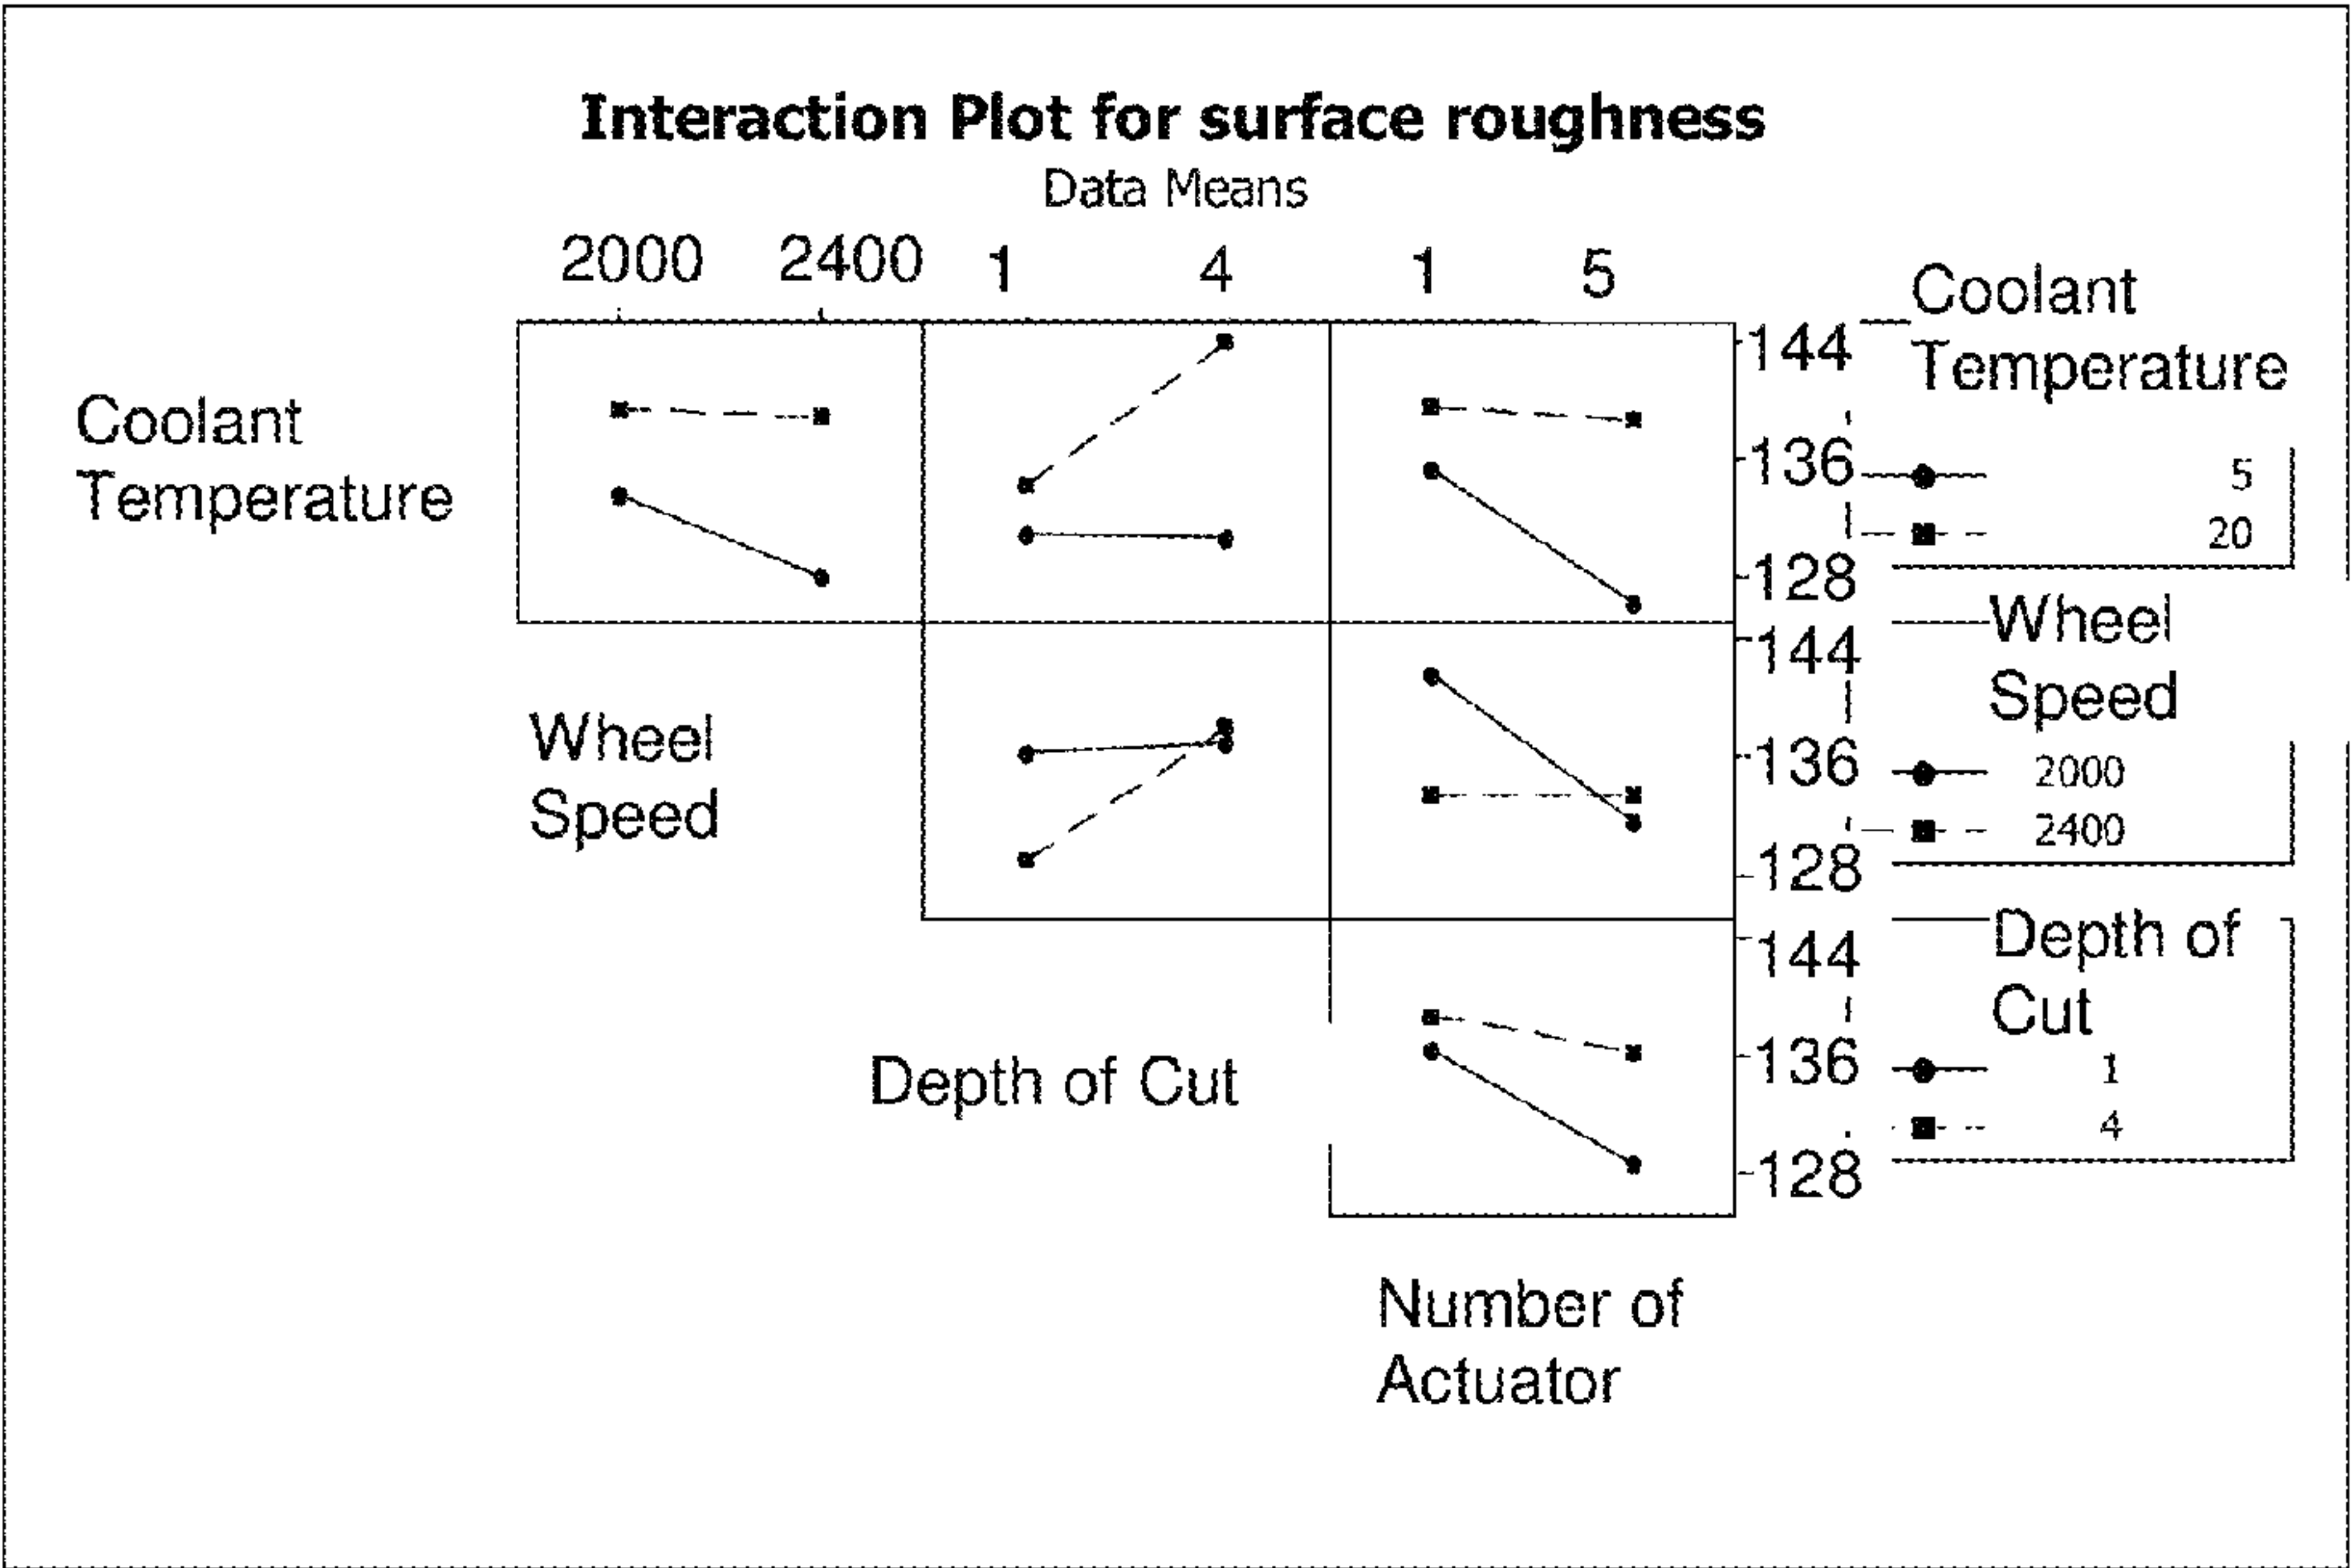 Interaction Plot for surface roughness
Data Means
2000 2400 1 4 1 5
Coolant
Temperature
144
136
128
Coolant
Temperature
5
20
Wheel
Speed
144
136
128
Wheel
Speed
2000
2400
Depth of Cut
144
136
128
Depth of
Cut
1
4
Number of
Actuator